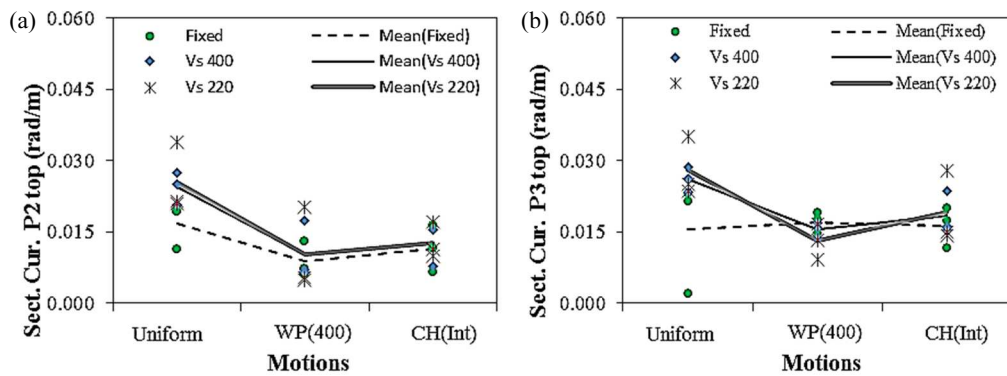 (a)
Sect. Cur. P2 top (rad/m)
0.060
0.045
0.030
0.015
0.000
Fixed
Mean(Fixed)
Vs 400
Mean(Vs 400)
Vs 220
Mean(Vs 220)
Uniform
WP(400)
CH(Int)
Motions
(b)
Sect. Cur. P3 top (rad/m)
0.060
0.045
0.030
0.015
0.000
Fixed
Mean(Fixed)
Vs 400
Mean(Vs 400)
Vs 220
Mean(Vs 220)
Uniform
WP(400)
CH(Int)
Motions